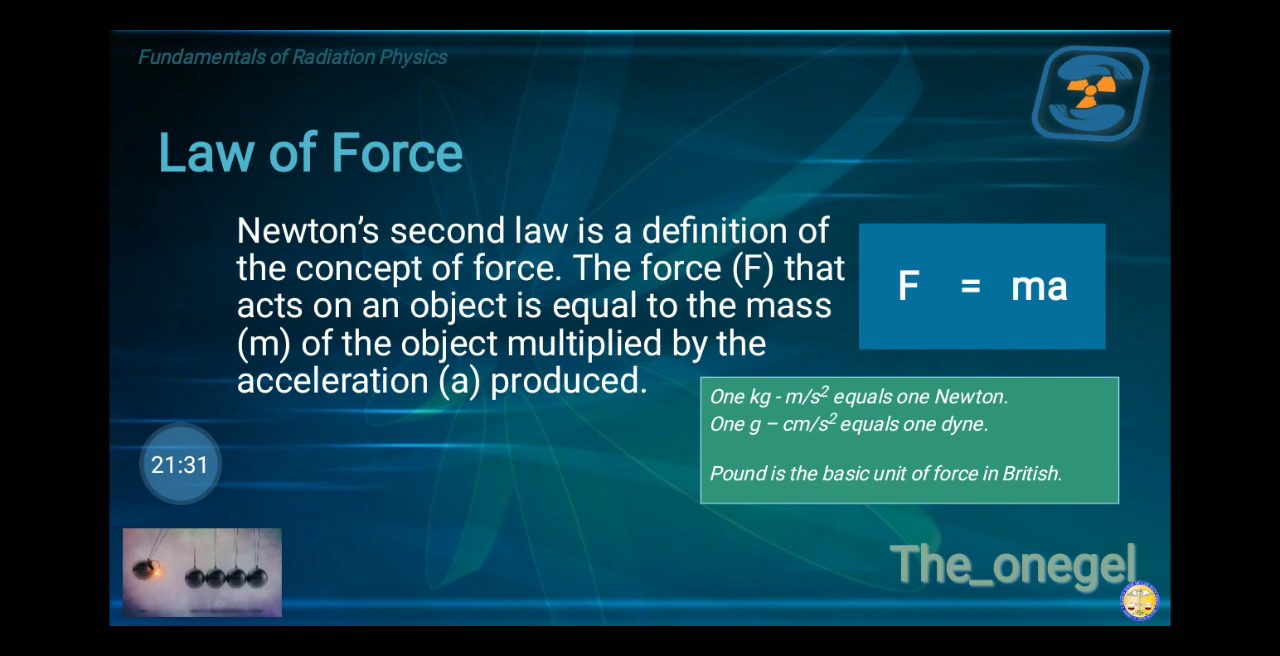 Fundamentals of Radiation Physics
Law of Force
Newton's second law is a definition of
the concept of force. The force (F) that
acts on an object is equal to the mass
(m) of the object multiplied by the
acceleration (a) produced.
F = ma
One kg - m/s² equals one Newton.
One g – cm/s² equals one dyne.
Pound is the basic unit of force in British.
21:31
The_onegel